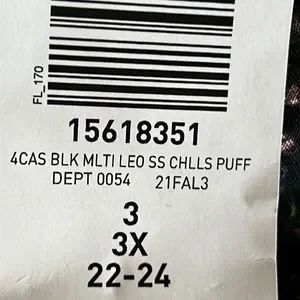 FL_170
15618351
4CAS BLK MLTI LEO SS CHLLS PUFF
DEPT 0054 21FAL3
3
3X
22-24